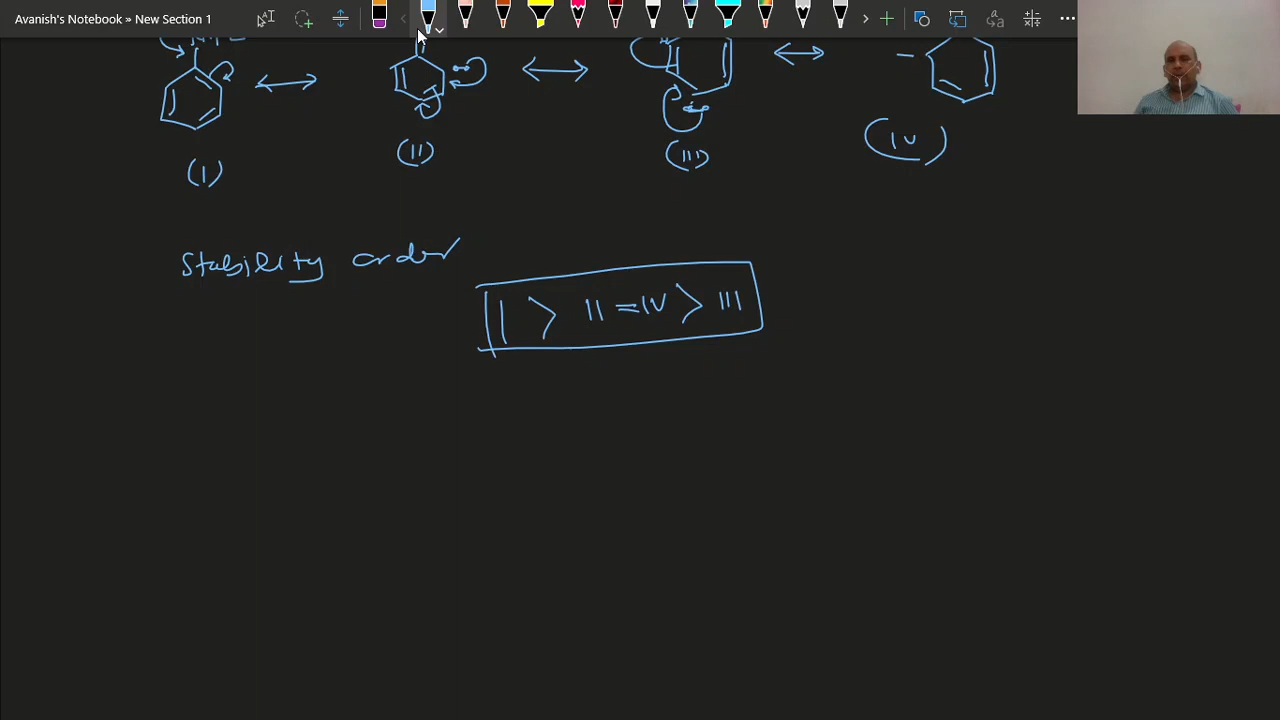 Avanish's Notebook » New Section 1
(I) (II) (III) (IV)
Stability order
I > II = IV > III